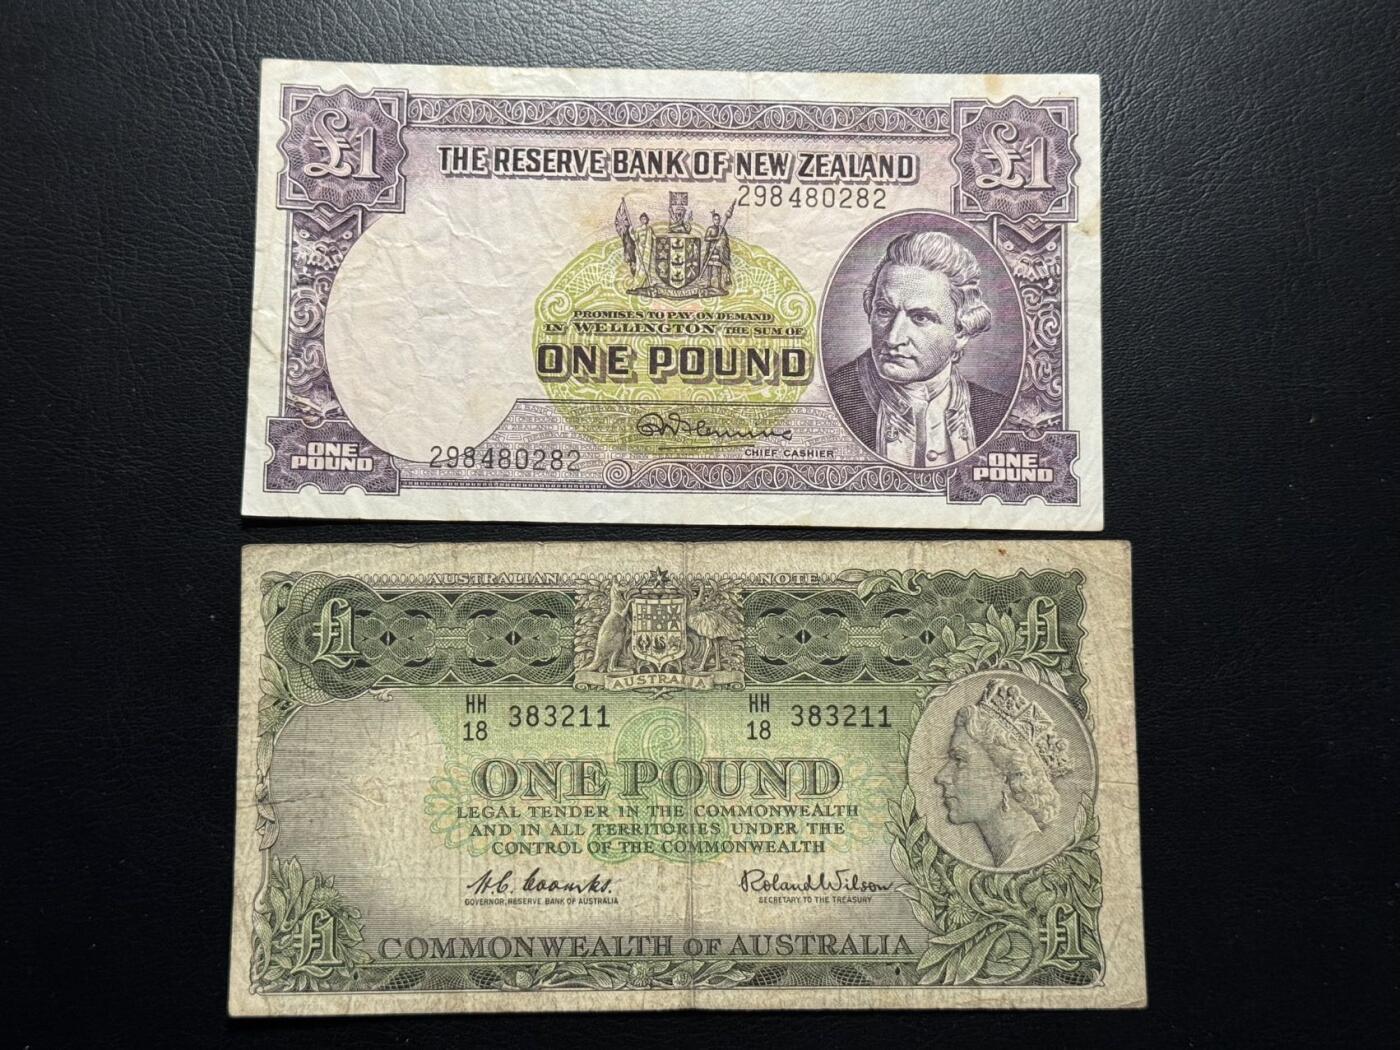 £1 £1
THE RESERVE BANK OF NEW ZEALAND
298480282
PROMISES TO PAY ON DEMAND
IN WELLINGTON THE SUM OF
ONE POUND
CHIEF CASHIER
298480282
ONE
POUND
ONE
POUND
AUSTRALIAN NOTE
£1 £1
AUSTRALIA
HH
18 383211
HH
18 383211
ONE POUND
LEGAL TENDER IN THE COMMONWEALTH
AND IN ALL TERRITORIES UNDER THE
CONTROL OF THE COMMONWEALTH
H.C. Coombs.
GOVERNOR, RESERVE BANK OF AUSTRALIA
Roland Wilson
SECRETARY TO THE TREASURY
£1 £1
COMMONWEALTH OF AUSTRALIA